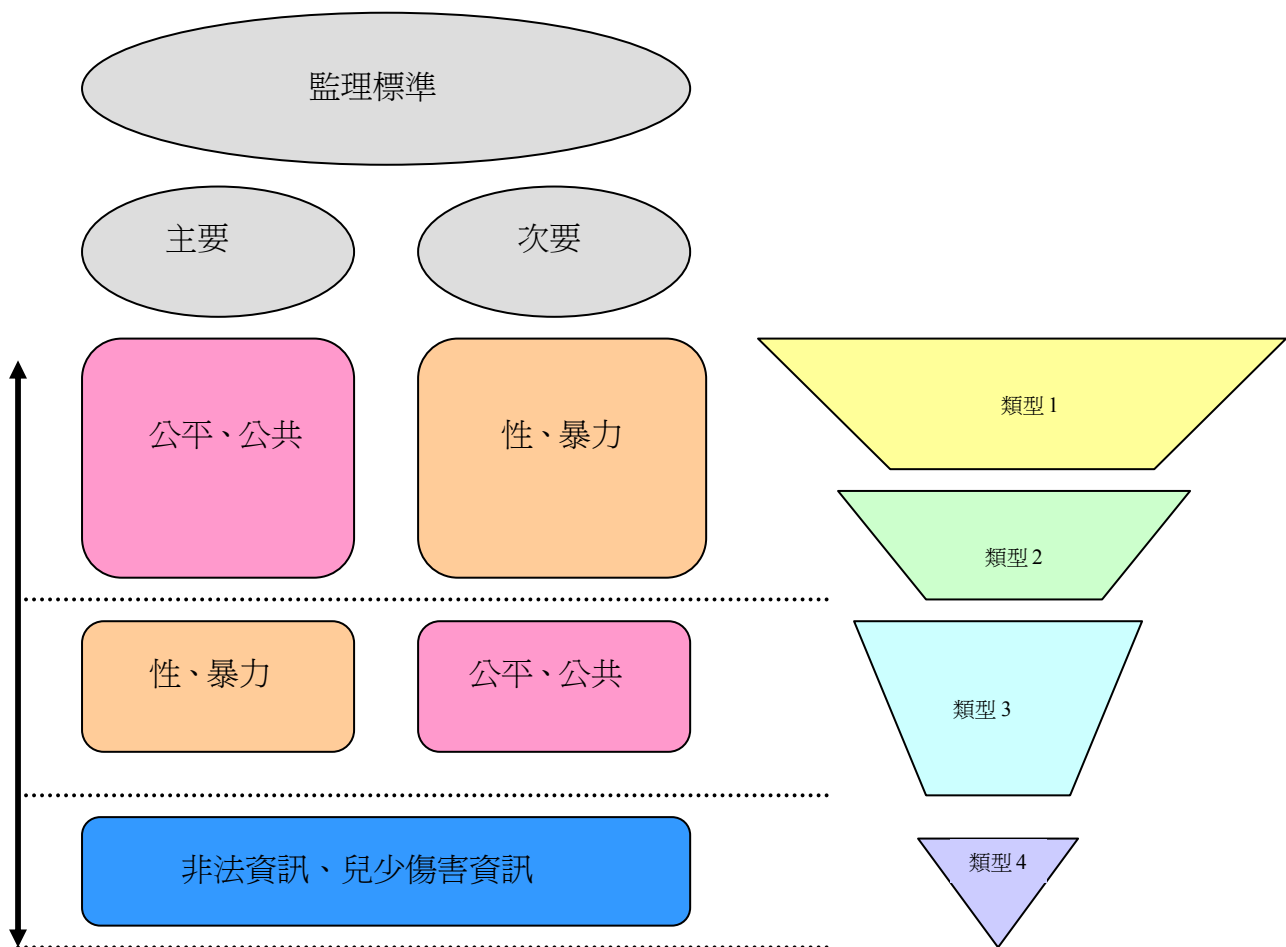 監理標準
主要
次要
公平、公共
性、暴力
類型 1
類型 2
性、暴力
公平、公共
類型 3
非法資訊、兒少傷害資訊
類型 4